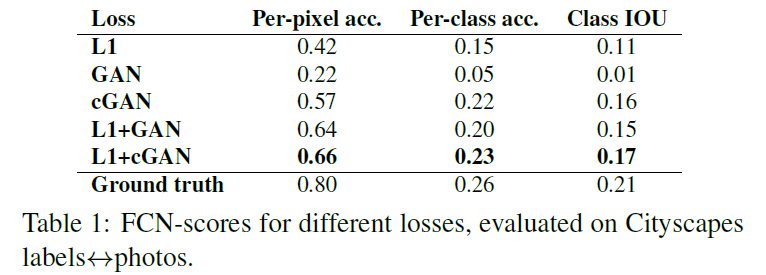 Loss Per-pixel acc. Per-class acc. Class IOU
L1 0.42 0.15 0.11
GAN 0.22 0.05 0.01
cGAN 0.57 0.22 0.16
L1+GAN 0.64 0.20 0.15
L1+cGAN 0.66 0.23 0.17
Ground truth 0.80 0.26 0.21
Table 1: FCN-scores for different losses, evaluated on Cityscapes
labels↔photos.